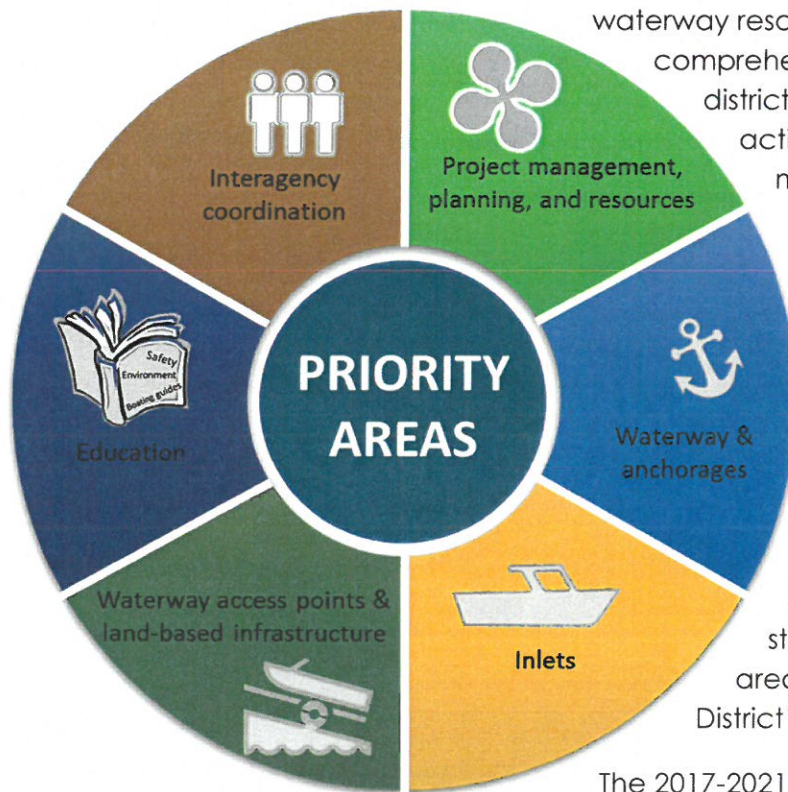 waterway reso
comprehe
district
acti
Interagency
coordination
Project management,
planning, and resources
Safety
Environment
Boating guides
Education
PRIORITY
AREAS
Waterway &
anchorages
Waterway access points &
land-based infrastructure
Inlets
st
area
District'
The 2017-2021